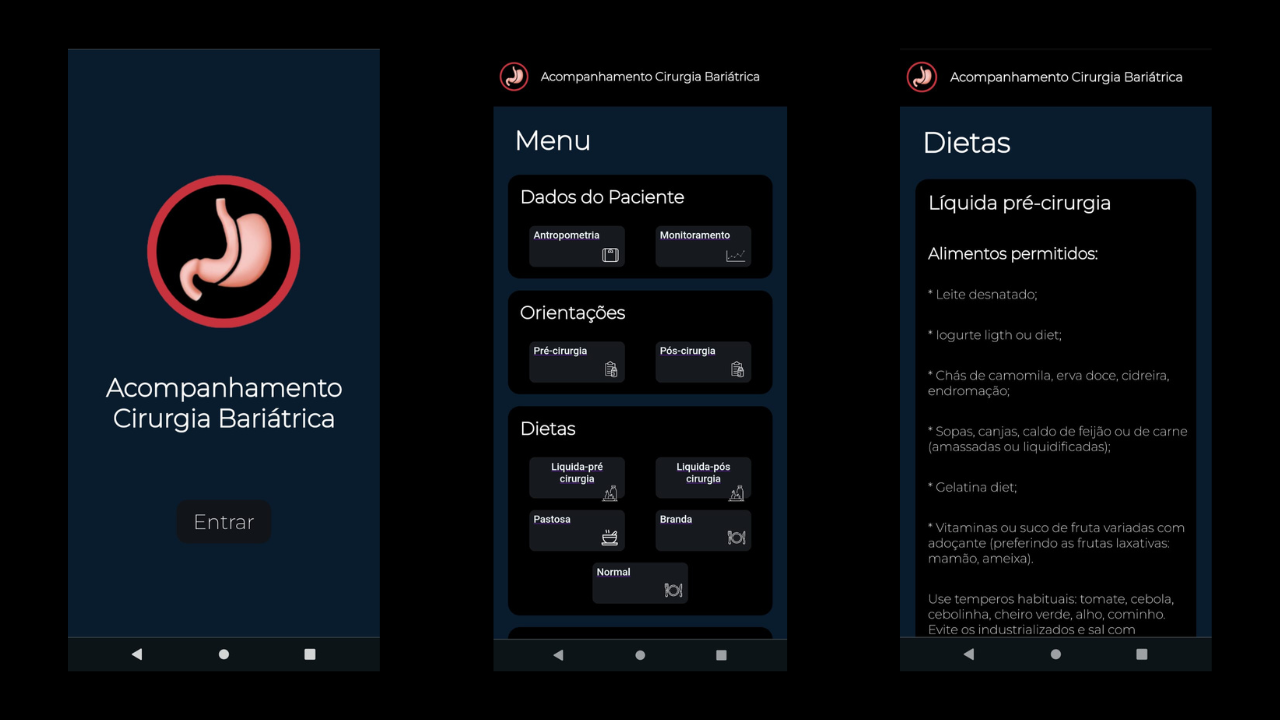 Acompanhamento
Cirurgia Bariátrica
Entrar
Acompanhamento Cirurgia Bariátrica
Menu
Dados do Paciente
Antropometria
Monitoramento
Orientações
Pré-cirurgia
Pós-cirurgia
Dietas
Liquida-pré
cirurgia
Liquida-pós
cirurgia
Pastosa
Branda
Normal
Acompanhamento Cirurgia Bariátrica
Dietas
Líquida pré-cirurgia
Alimentos permitidos:
* Leite desnatado;
* Iogurte ligth ou diet;
* Chás de camomila, erva doce, cidreira,
endromação;
* Sopas, canjas, caldo de feijão ou de carne
(amassadas ou liquidificadas);
* Gelatina diet;
* Vitaminas ou suco de fruta variadas com
adoçante (preferindo as frutas laxativas:
mamão, ameixa).
Use temperos habituais: tomate, cebola,
cebolinha, cheiro verde, alho, cominho.
Evite os industrializados e sal com